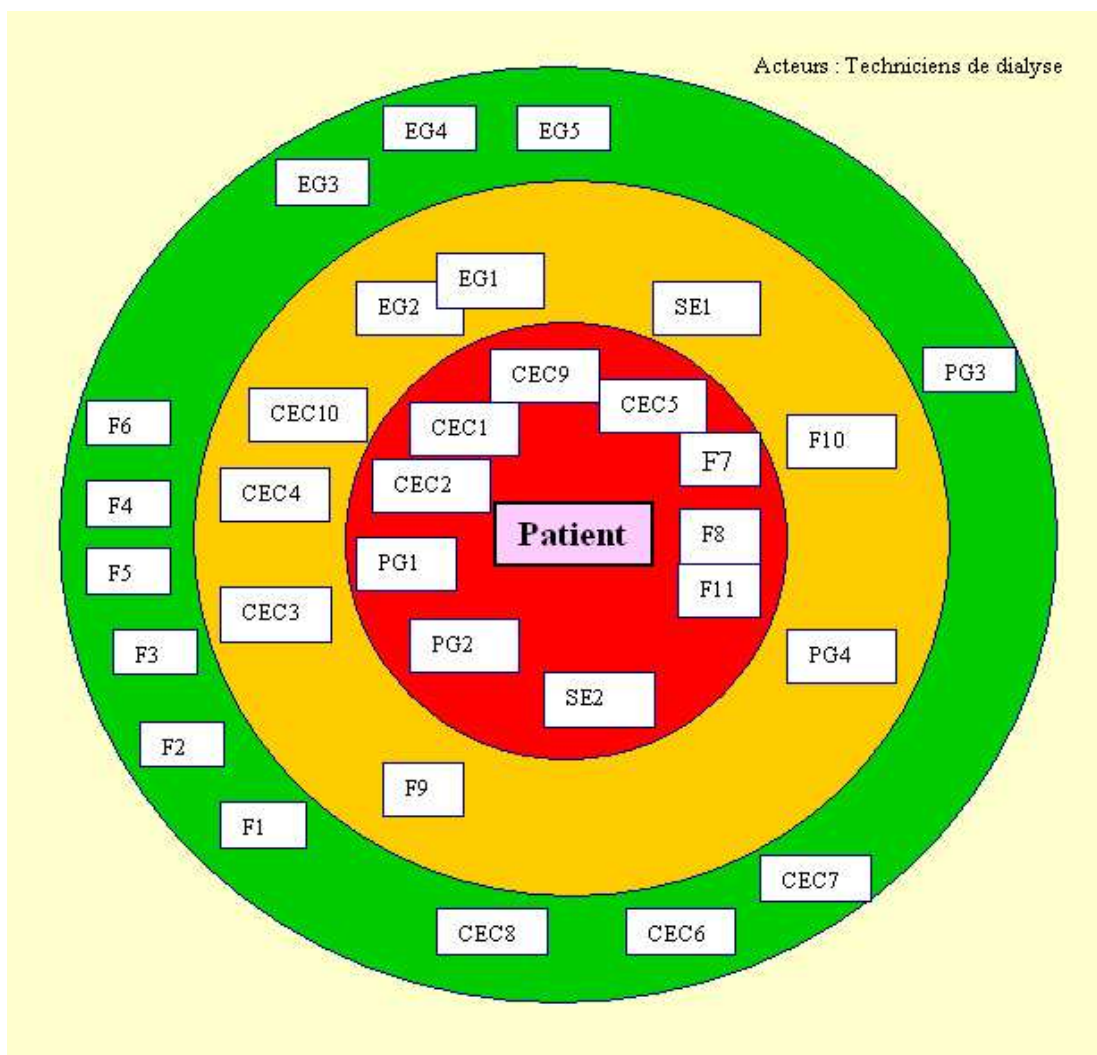 Acteurs : Techniciens de dialyse
EG4
EG5
EG3
EG1
EG2
SE1
CEC9
PG3
CEC5
CEC10
CEC1
F6
F10
F7
CEC2
CEC4
F4
Patient
F8
PG1
F5
F11
CEC3
F3
PG2
PG4
SE2
F2
F9
F1
CEC7
CEC8
CEC6